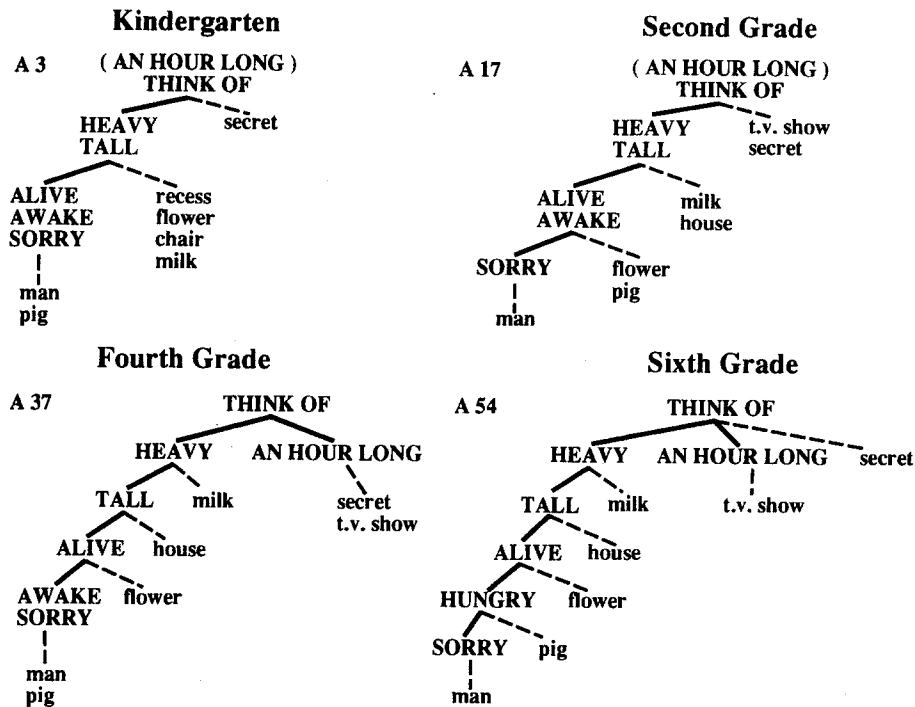 Kindergarten
A 3
( AN HOUR LONG )
THINK OF
HEAVY
TALL
secret
ALIVE
AWAKE
SORRY
recess
flower
chair
milk
man
pig
Second Grade
A 17
( AN HOUR LONG )
THINK OF
HEAVY
TALL
t.v. show
secret
ALIVE
AWAKE
milk
house
SORRY
flower
pig
man
Fourth Grade
A 37
THINK OF
HEAVY
AN HOUR LONG
TALL
milk
secret
t.v. show
ALIVE
house
AWAKE
SORRY
flower
man
pig
Sixth Grade
A 54
THINK OF
HEAVY
AN HOUR LONG
secret
TALL
milk
t.v. show
ALIVE
house
HUNGRY
flower
SORRY
pig
man